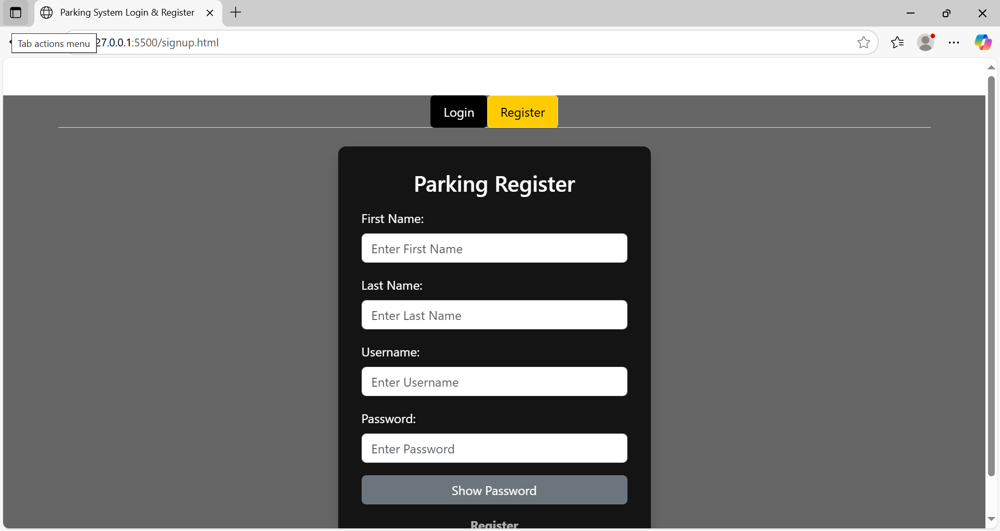 Parking System Login & Register
Tab actions menu
27.0.0.1:5500/signup.html
Login
Register
Parking Register
First Name:
Enter First Name
Last Name:
Enter Last Name
Username:
Enter Username
Password:
Enter Password
Show Password
Register